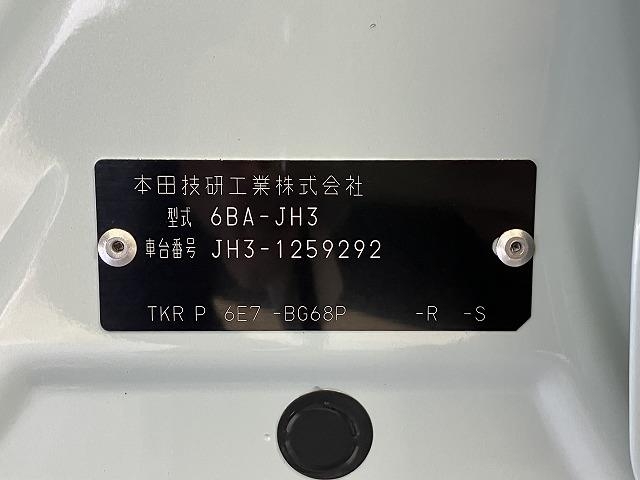 本田技研工業株式会社
型式 6BA-JH3
車台番号 JH3-1259292
TKR P 6E7 -BG68P -R -S